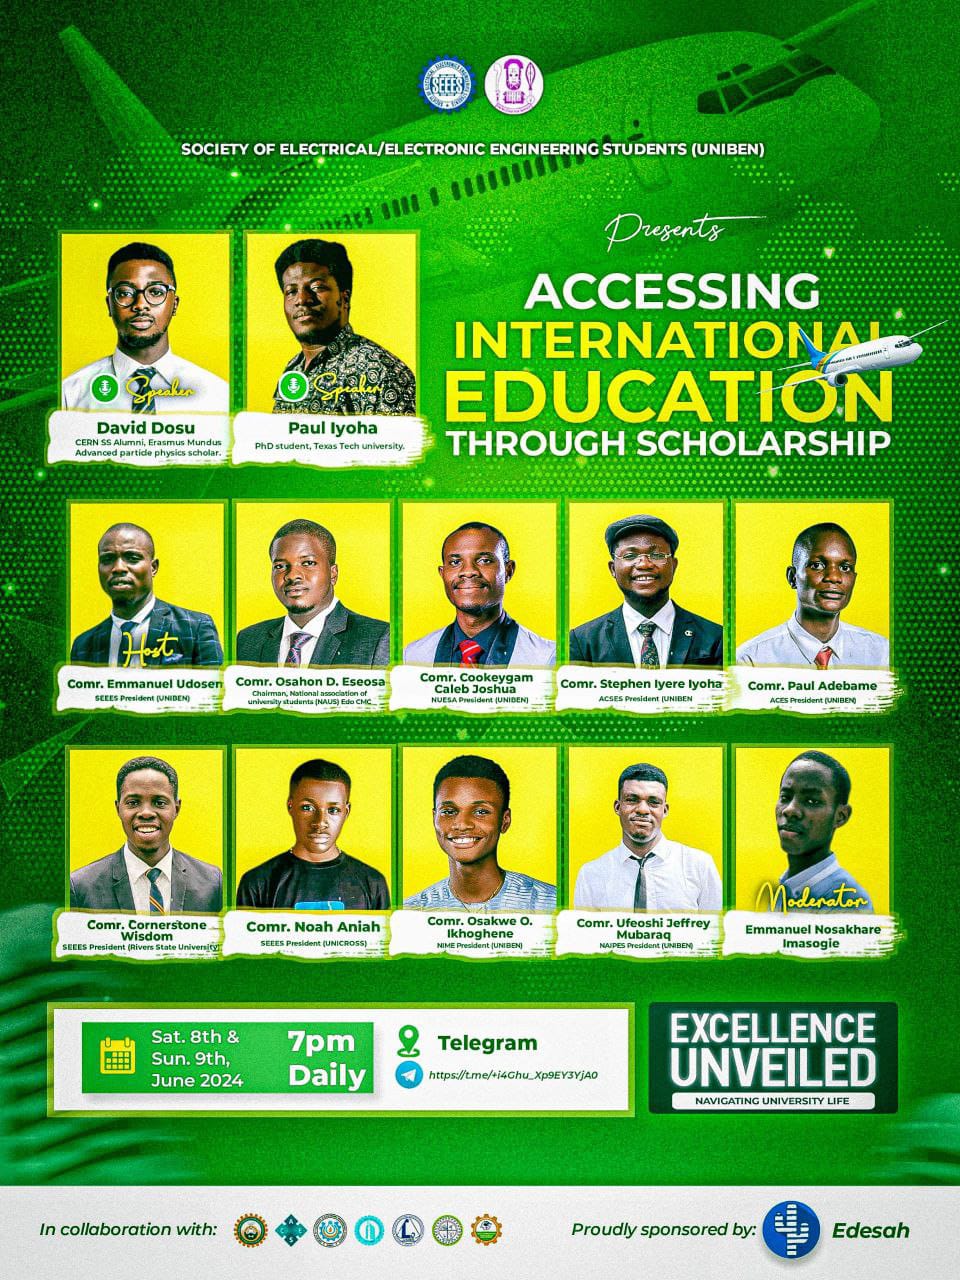 SEEES
SOCIETY OF ELECTRICAL/ELECTRONIC ENGINEERING STUDENTS (UNIBEN)
Presents
ACCESSING
INTERNATIONAL
EDUCATION
THROUGH SCHOLARSHIP
Speaker
David Dosu
CERN SS Alumni, Erasmus Mundus
Advanced particle physics scholar.
Speaker
Paul Iyoha
PhD student, Texas Tech university.
Host
Comr. Emmanuel Udosen
SEEES President (UNIBEN)
Comr. Osahon D. Eseosa
Chairman, National association of
university students (NAUS) Edo CMC
Comr. Cookeygam
Caleb Joshua
NUESA President (UNIBEN)
Comr. Stephen Iyere Iyoha
ACSES President (UNIBEN
Comr. Paul Adebame
ACES President (UNIBEN)
Comr. Cornerstone
Wisdom
SEEES President (Rivers State University)
Comr. Noah Aniah
SEEES President (UNICROSS)
Comr. Osakwe O.
Ikhoghene
NIME President (UNIBEN)
Comr. Ufeoshi Jeffrey
Mubaraq
NAIPES President (UNIBEN)
Moderator
Emmanuel Nosakhare
Imasogie
Sat. 8th &
Sun. 9th,
June 2024
7pm
Daily
Telegram
https://t.me/+i4Ghu_Xp9EY3YjA0
EXCELLENCE
UNVEILED
NAVIGATING UNIVERSITY LIFE
In collaboration with:
Proudly sponsored by:
Edesah